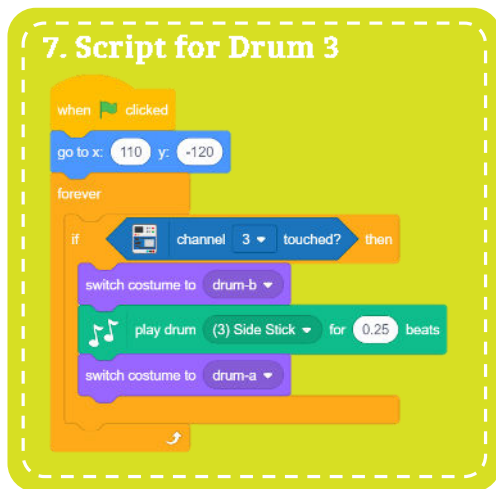 7. Script for Drum 3
when clicked
go to x: 110 y: -120
forever
if channel 3 touched? then
switch costume to drum-b
play drum (3) Side Stick for 0.25 beats
switch costume to drum-a